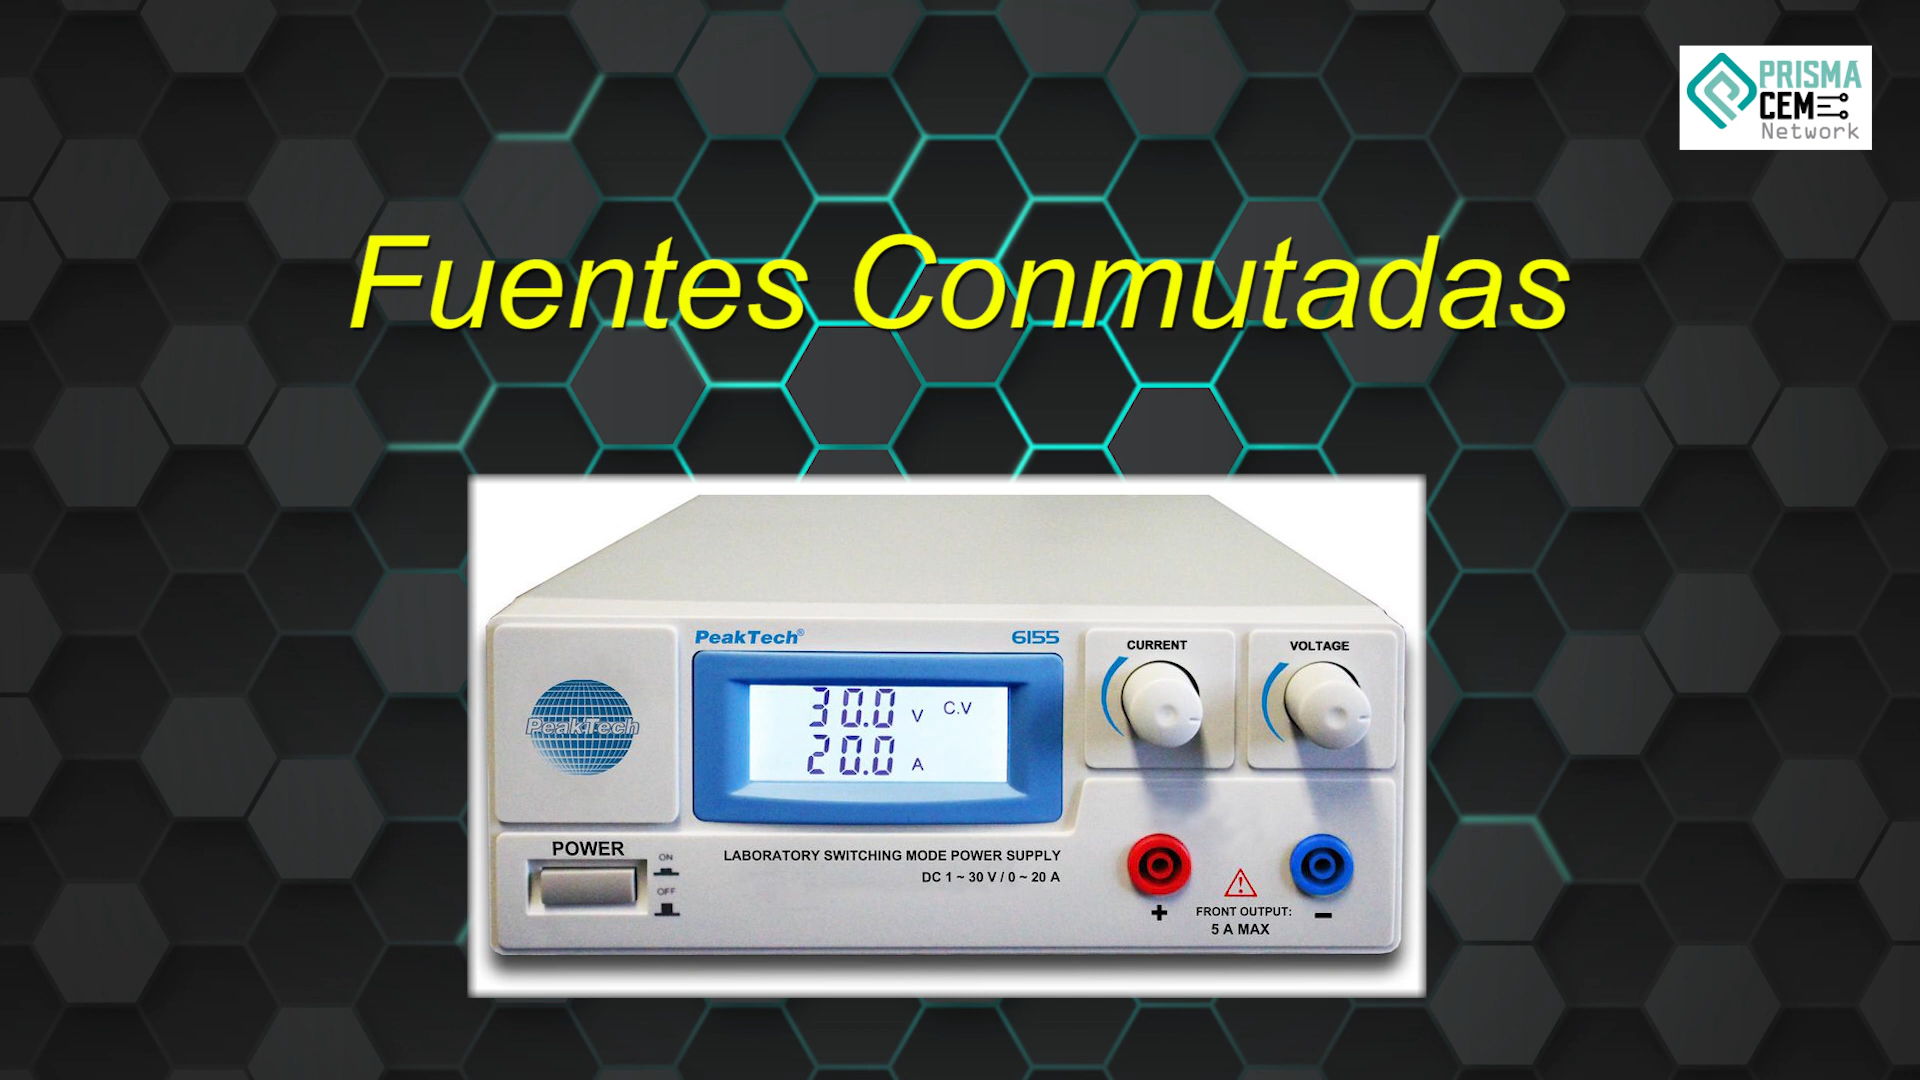 PRISMA
CEM
Network
Fuentes Conmutadas
PeakTech® 6155
CURRENT
VOLTAGE
30.0 V C.V
20.0 A
PeakTech
POWER
ON
OFF
LABORATORY SWITCHING MODE POWER SUPPLY
DC 1 ~ 30 V / 0 ~ 20 A
+
FRONT OUTPUT:
5 A MAX
−